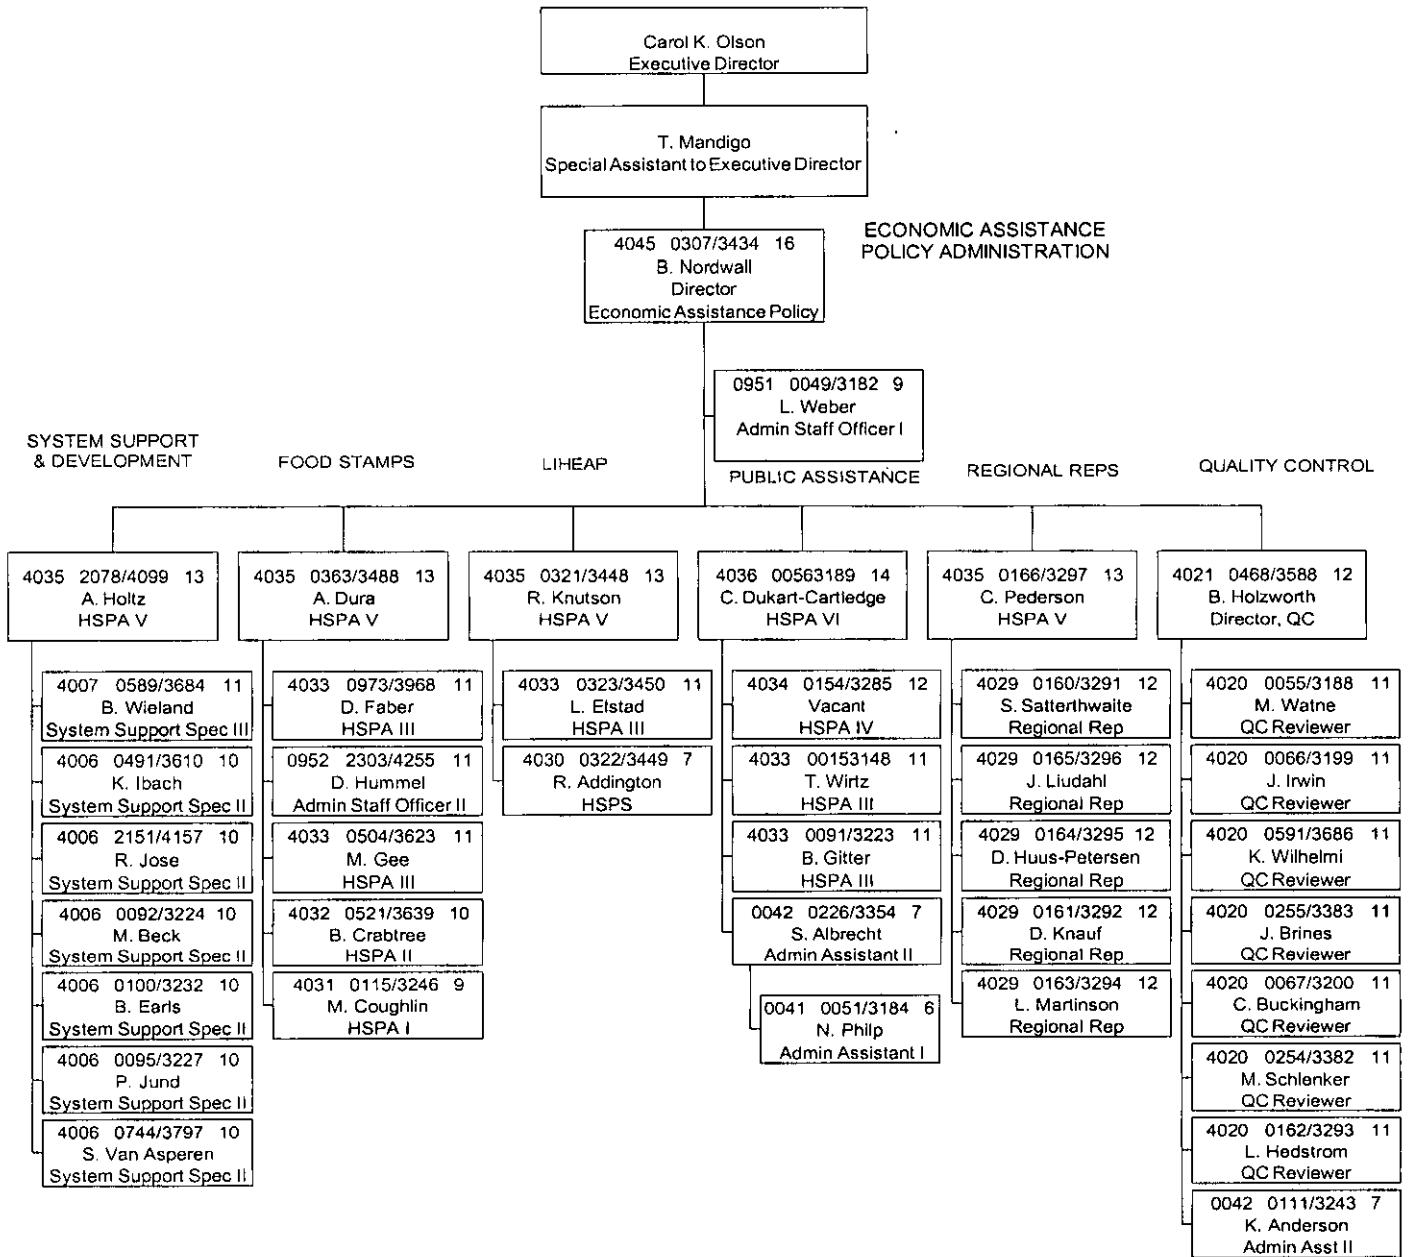 Carol K. Olson
Executive Director
T. Mandigo
Special Assistant to Executive Director
ECONOMIC ASSISTANCE
POLICY ADMINISTRATION
4045 0307/3434 16
B. Nordwall
Director
Economic Assistance Policy
0951 0049/3182 9
L. Weber
Admin Staff Officer I
SYSTEM SUPPORT
& DEVELOPMENT
FOOD STAMPS
LIHEAP
PUBLIC ASSISTANCE
REGIONAL REPS
QUALITY CONTROL
4035 2078/4099 13
A. Holtz
HSPA V
4007 0589/3684 11
B. Wieland
System Support Spec III
4006 0491/3610 10
K. Ibach
System Support Spec II
4006 2151/4157 10
R. Jose
System Support Spec II
4006 0092/3224 10
M. Beck
System Support Spec II
4006 0100/3232 10
B. Earls
System Support Spec II
4006 0095/3227 10
P. Jund
System Support Spec II
4006 0744/3797 10
S. Van Asperen
System Support Spec II
4035 0363/3488 13
A. Dura
HSPA V
4033 0973/3968 11
D. Faber
HSPA III
0952 2303/4255 11
D. Hummel
Admin Staff Officer II
4033 0504/3623 11
M. Gee
HSPA III
4032 0521/3639 10
B. Crabtree
HSPA II
4031 0115/3246 9
M. Coughlin
HSPA I
4035 0321/3448 13
R. Knutson
HSPA V
4033 0323/3450 11
L. Elstad
HSPA III
4030 0322/3449 7
R. Addington
HSPS
4036 00563189 14
C. Dukart-Cartledge
HSPA VI
4034 0154/3285 12
Vacant
HSPA IV
4033 00153148 11
T. Wirtz
HSPA III
4033 0091/3223 11
B. Gitter
HSPA III
0042 0226/3354 7
S. Albrecht
Admin Assistant II
0041 0051/3184 6
N. Philp
Admin Assistant I
4035 0166/3297 13
C. Pederson
HSPA V
4029 0160/3291 12
S. Satterthwaite
Regional Rep
4029 0165/3296 12
J. Liudahl
Regional Rep
4029 0164/3295 12
D. Huus-Petersen
Regional Rep
4029 0161/3292 12
D. Knauf
Regional Rep
4029 0163/3294 12
L. Martinson
Regional Rep
4021 0468/3588 12
B. Holzworth
Director, QC
4020 0055/3188 11
M. Watne
QC Reviewer
4020 0066/3199 11
J. Irwin
QC Reviewer
4020 0591/3686 11
K. Wilhelmi
QC Reviewer
4020 0255/3383 11
J. Brines
QC Reviewer
4020 0067/3200 11
C. Buckingham
QC Reviewer
4020 0254/3382 11
M. Schlenker
QC Reviewer
4020 0162/3293 11
L. Hedstrom
QC Reviewer
0042 0111/3243 7
K. Anderson
Admin Asst II